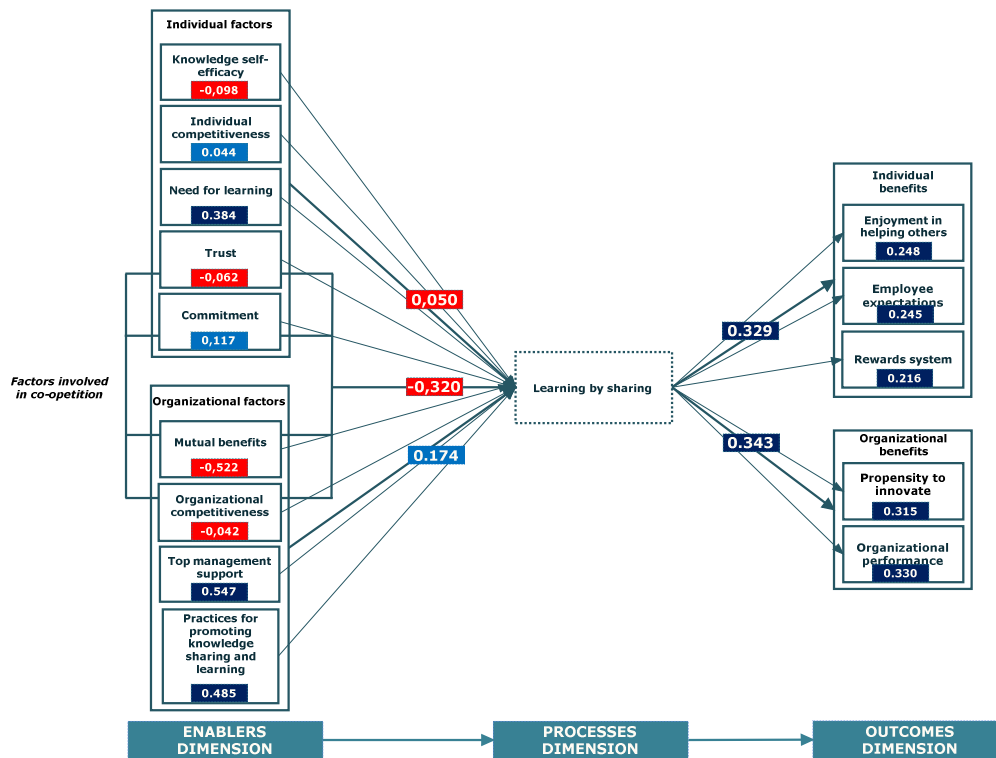 Individual factors
Knowledge self-
efficacy
-0,098
Individual
competitiveness
0.044
Need for learning
0.384
Trust
-0,062
Commitment
0,117
Factors involved
in co-opetition
Organizational factors
Mutual benefits
-0,522
Organizational
competitiveness
-0,042
Top management
support
0.547
Practices for
promoting
knowledge
sharing and
learning
0.485
0,050
-0,320
0.174
Learning by sharing
0.329
0.343
Individual
benefits
Enjoyment in
helping others
0.248
Employee
expectations
0.245
Rewards system
0.216
Organizational
benefits
Propensity to
innovate
0.315
Organizational
performance
0.330
ENABLERS
DIMENSION
PROCESSES
DIMENSION
OUTCOMES
DIMENSION